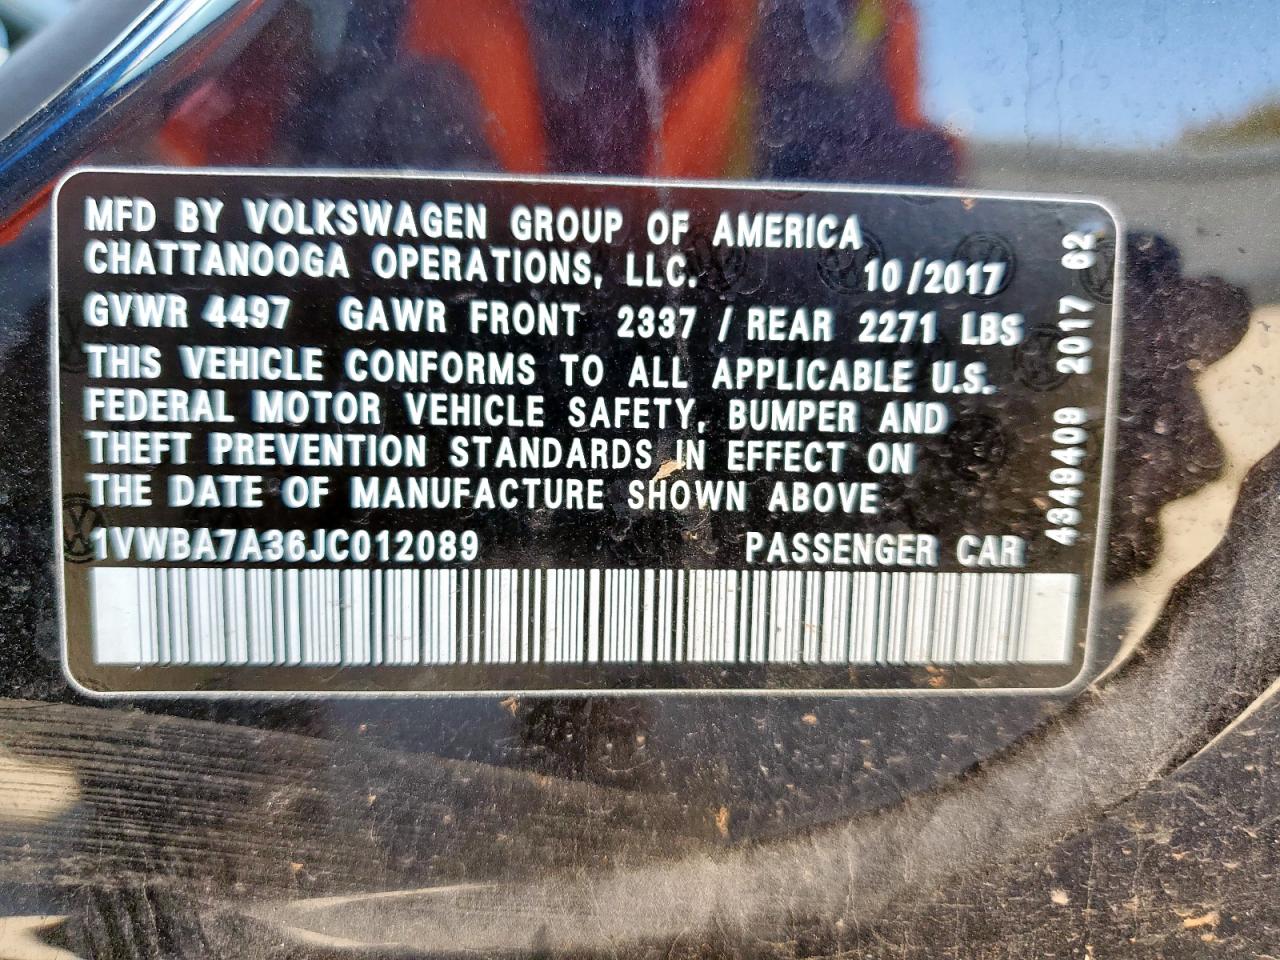 MFD BY VOLKSWAGEN GROUP OF AMERICA
CHATTANOOGA OPERATIONS, LLC. 10/2017
GVWR 4497 GAWR FRONT 2337 / REAR 2271 LBS
THIS VEHICLE CONFORMS TO ALL APPLICABLE U.S.
FEDERAL MOTOR VEHICLE SAFETY, BUMPER AND
THEFT PREVENTION STANDARDS IN EFFECT ON
THE DATE OF MANUFACTURE SHOWN ABOVE
1VWBA7A36JC012089 PASSENGER CAR
4349409 2017 62